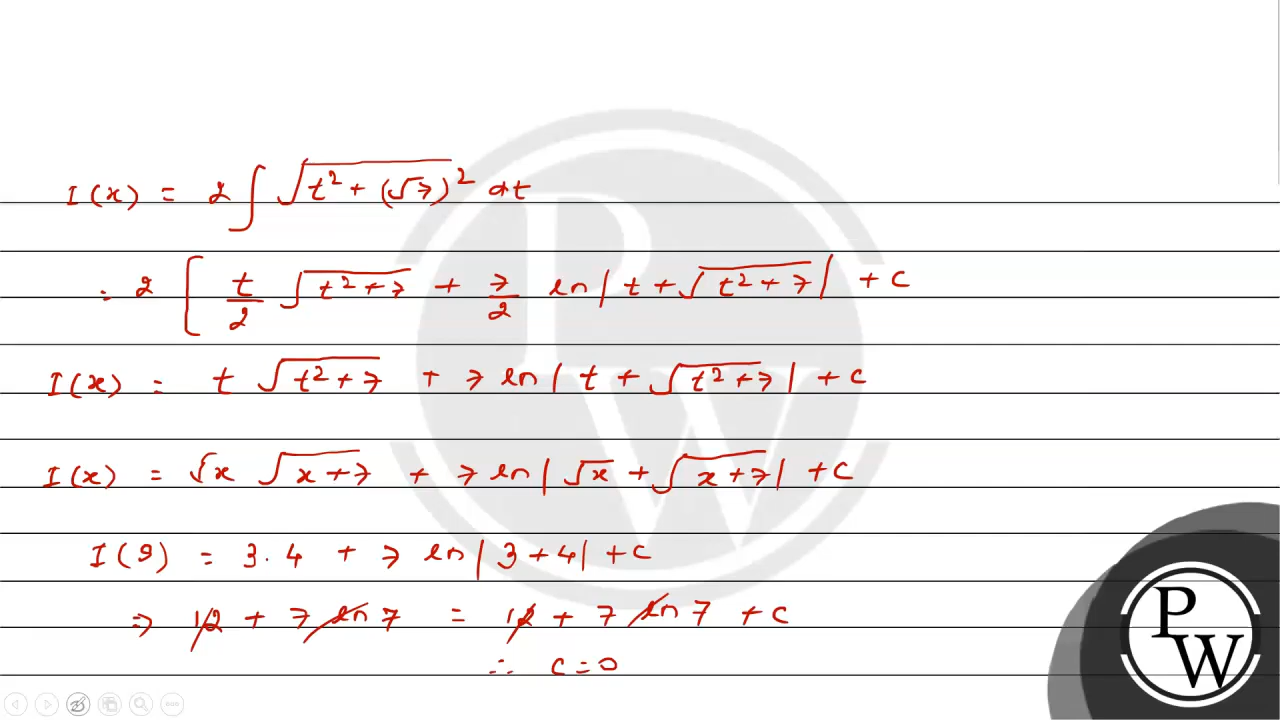 I(x) = 2 ∫ √(t² + (√7)²) dt
= 2 [ t/2 √(t² + 7) + 7/2 ln | t + √(t² + 7) | + C
I(x) = t √(t² + 7) + 7 ln | t + √(t² + 7) | + C
I(x) = √x √(x + 7) + 7 ln | √x + √(x + 7) | + C
I(9) = 3.4 + 7 ln | 3 + 4 | + C
⇒ 12 + 7 ln 7 = 12 + 7 ln 7 + C
∴ C = 0
P
W
P
W